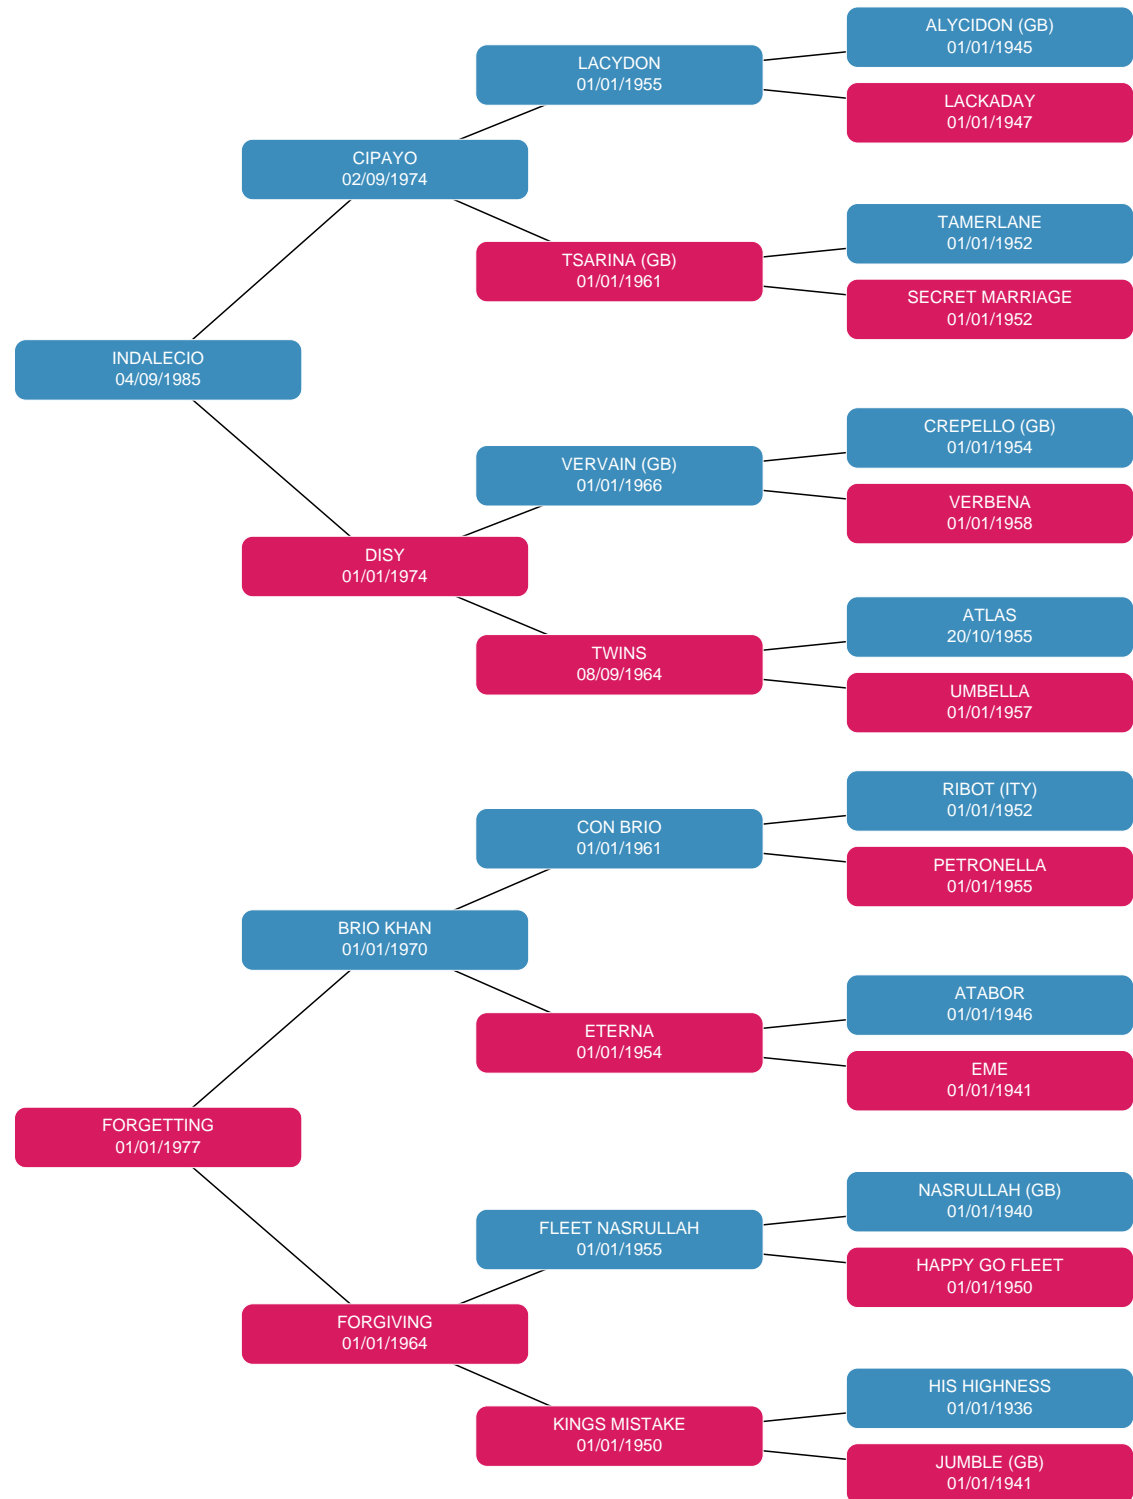 ALYCIDON (GB)
01/01/1945
LACYDON
01/01/1955
LACKADAY
01/01/1947
CIPAYO
02/09/1974
TAMERLANE
01/01/1952
TSARINA (GB)
01/01/1961
SECRET MARRIAGE
01/01/1952
INDALECIO
04/09/1985
CREPELLO (GB)
01/01/1954
VERVAIN (GB)
01/01/1966
VERBENA
01/01/1958
DISY
01/01/1974
ATLAS
20/10/1955
TWINS
08/09/1964
UMBELLA
01/01/1957
RIBOT (ITY)
01/01/1952
CON BRIO
01/01/1961
PETRONELLA
01/01/1955
BRIO KHAN
01/01/1970
ATABOR
01/01/1946
ETERNA
01/01/1954
EME
01/01/1941
FORGETTING
01/01/1977
NASRULLAH (GB)
01/01/1940
FLEET NASRULLAH
01/01/1955
HAPPY GO FLEET
01/01/1950
FORGIVING
01/01/1964
HIS HIGHNESS
01/01/1936
KINGS MISTAKE
01/01/1950
JUMBLE (GB)
01/01/1941